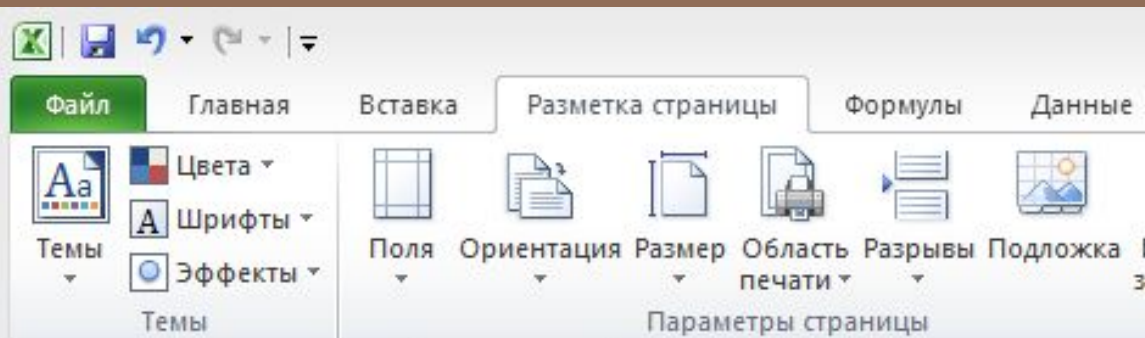 Файл Главная Вставка Разметка страницы Формулы Данные
Aa
Цвета
A Шрифты
Эффекты
Темы
Поля Ориентация Размер Область печати Разрывы Подложка
Темы Параметры страницы